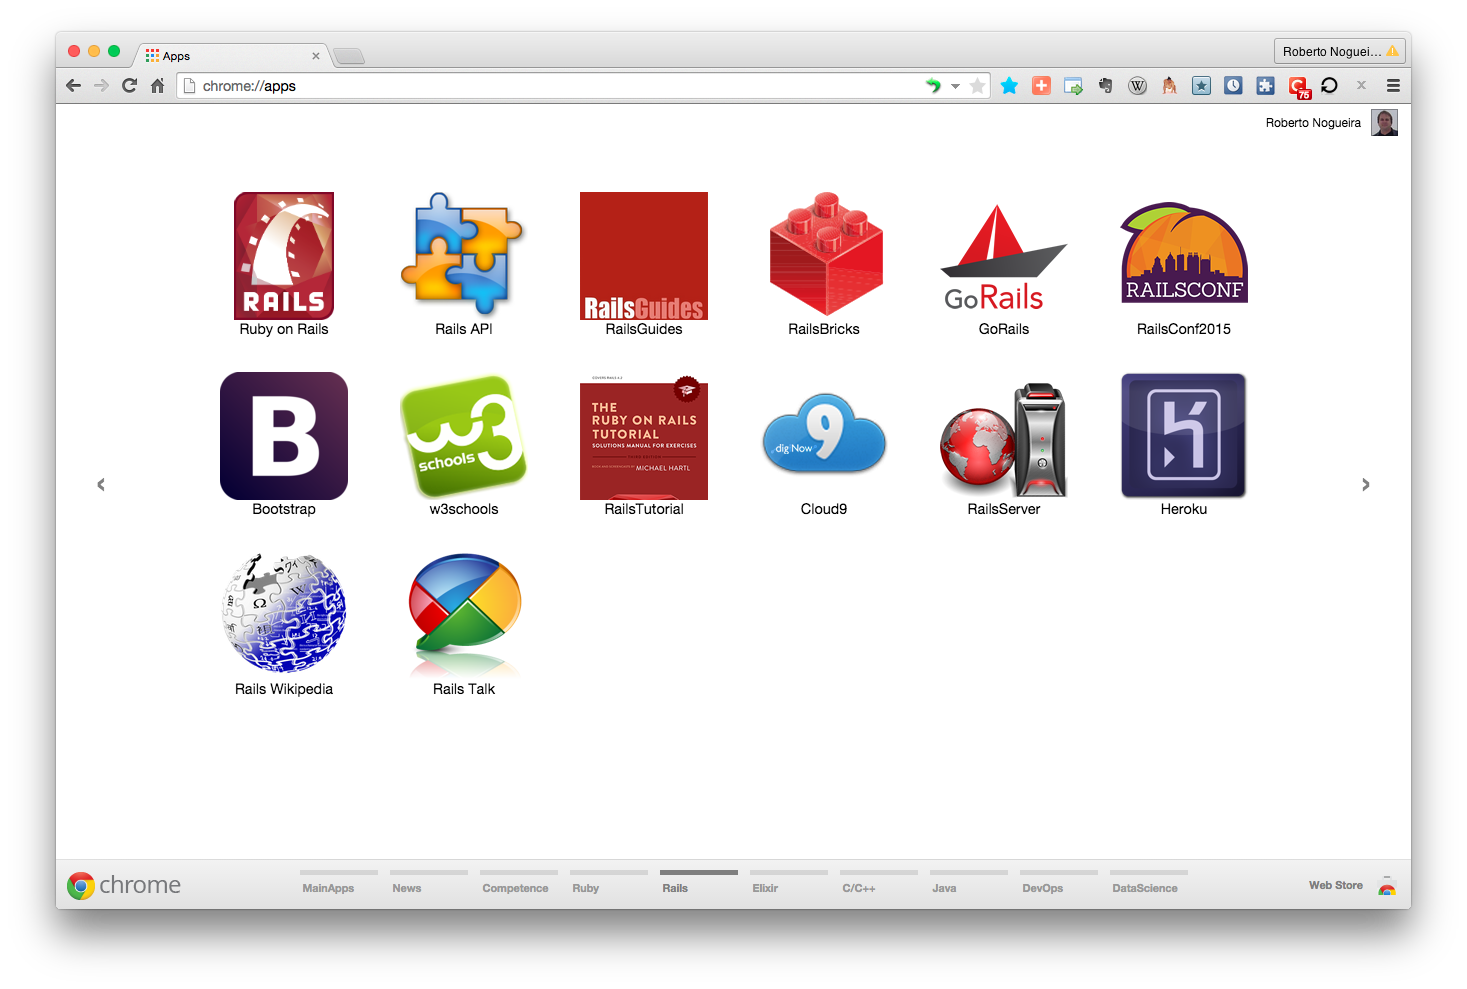 Apps
Roberto Noguei...
chrome://apps
W
75
Roberto Nogueira
RAILS
Ruby on Rails
Rails API
RailsGuides
RailsGuides
RailsBricks
GoRails
GoRails
RAILSCONF
RailsConf2015
B
Bootstrap
w3
schools
w3schools
THE
RUBY ON RAILS
TUTORIAL
SOLUTIONS MANUAL FOR EXERCISES
MICHAEL HARTL
RailsTutorial
9
dig Now
Cloud9
RailsServer
Heroku
Ω
W
Rails Wikipedia
Rails Talk
chrome
MainApps
News
Competence
Ruby
Rails
Elixir
C/C++
Java
DevOps
DataScience
Web Store